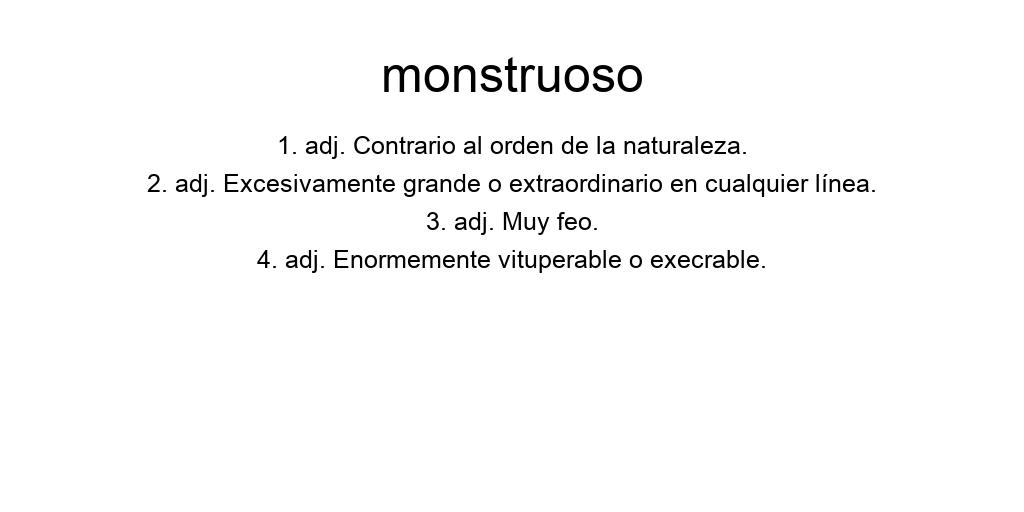 monstruoso
1. adj. Contrario al orden de la naturaleza.
2. adj. Excesivamente grande o extraordinario en cualquier línea.
3. adj. Muy feo.
4. adj. Enormemente vituperable o execrable.